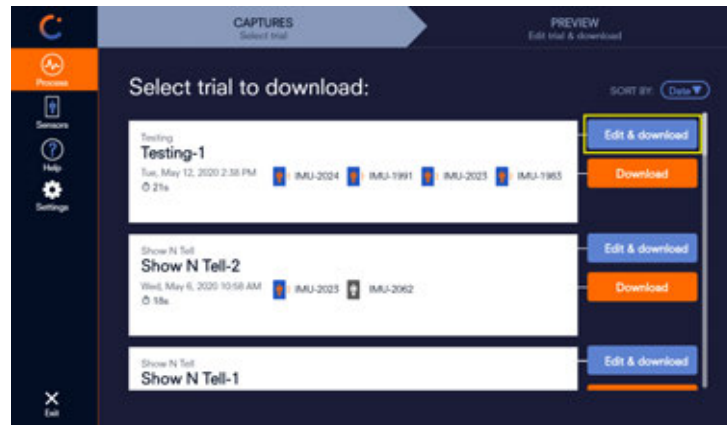 CAPTURES
Select trial
PREVIEW
Edit trial & download
Process
Sensors
Help
Settings
Exit
Select trial to download:
SORT BY: Date▼
Testing
Testing-1
Tue, May 12, 2020 2:38 PM
21s
IMU-2024 IMU-1991 IMU-2023 IMU-1983
Edit & download
Download
Show N Tell
Show N Tell-2
Wed, May 6, 2020 10:58 AM
18s
IMU-2023 IMU-2062
Edit & download
Download
Show N Tell
Show N Tell-1
Edit & download